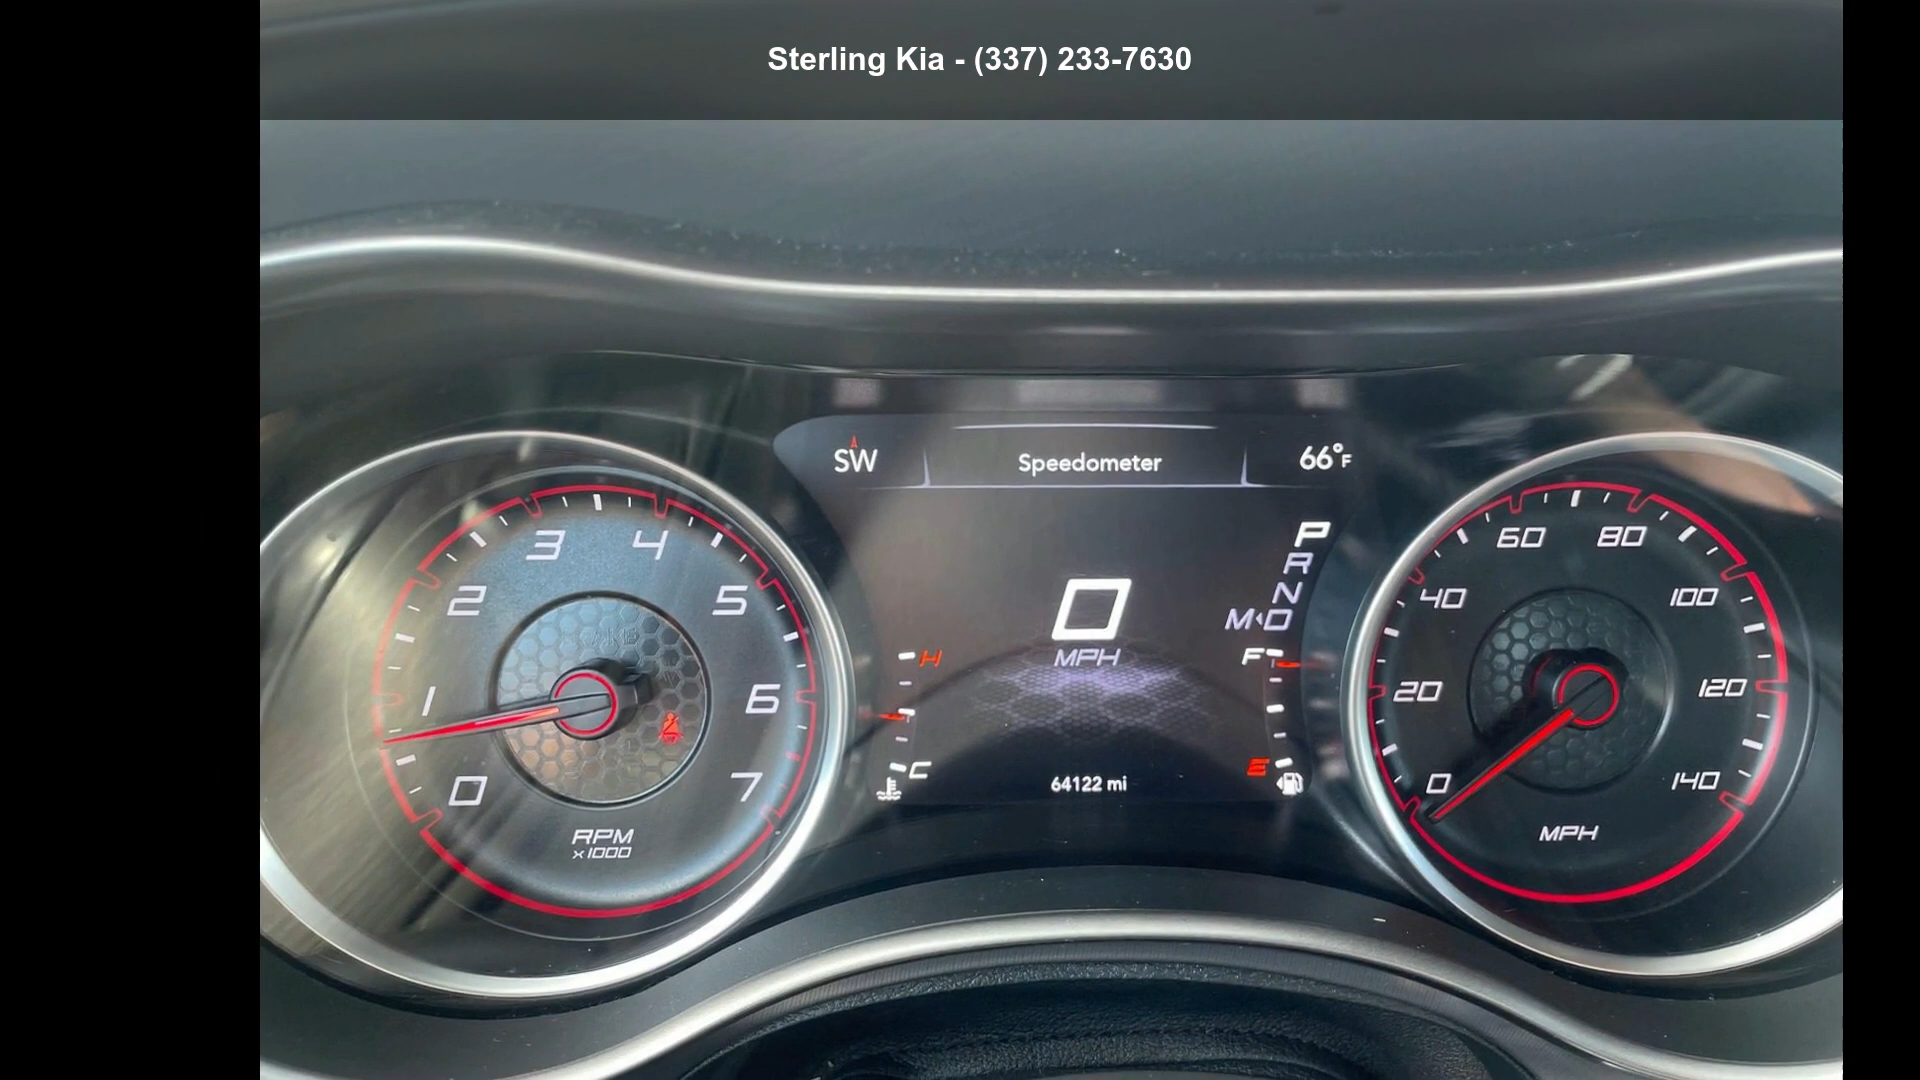 Sterling Kia - (337) 233-7630
SW
Speedometer
66°F
P
R
N
M◂D
0
MPH
H
C
F
E
64122 mi
0
1
2
3
4
5
6
7
RPM
x1000
0
20
40
60
80
100
120
140
MPH